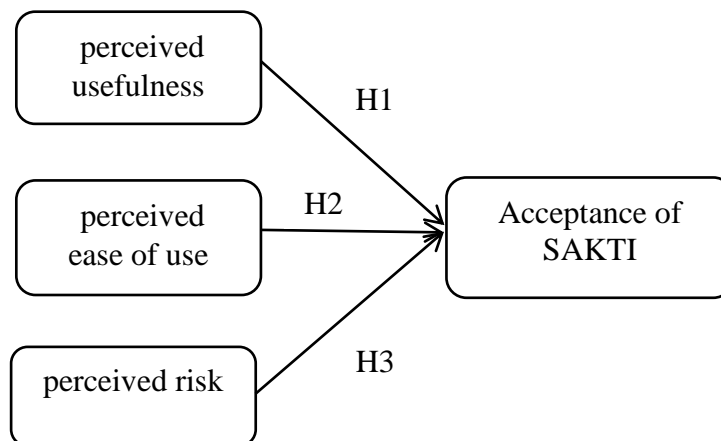 perceived
usefulness
H1
perceived
ease of use
H2
Acceptance of
SAKTI
perceived risk
H3